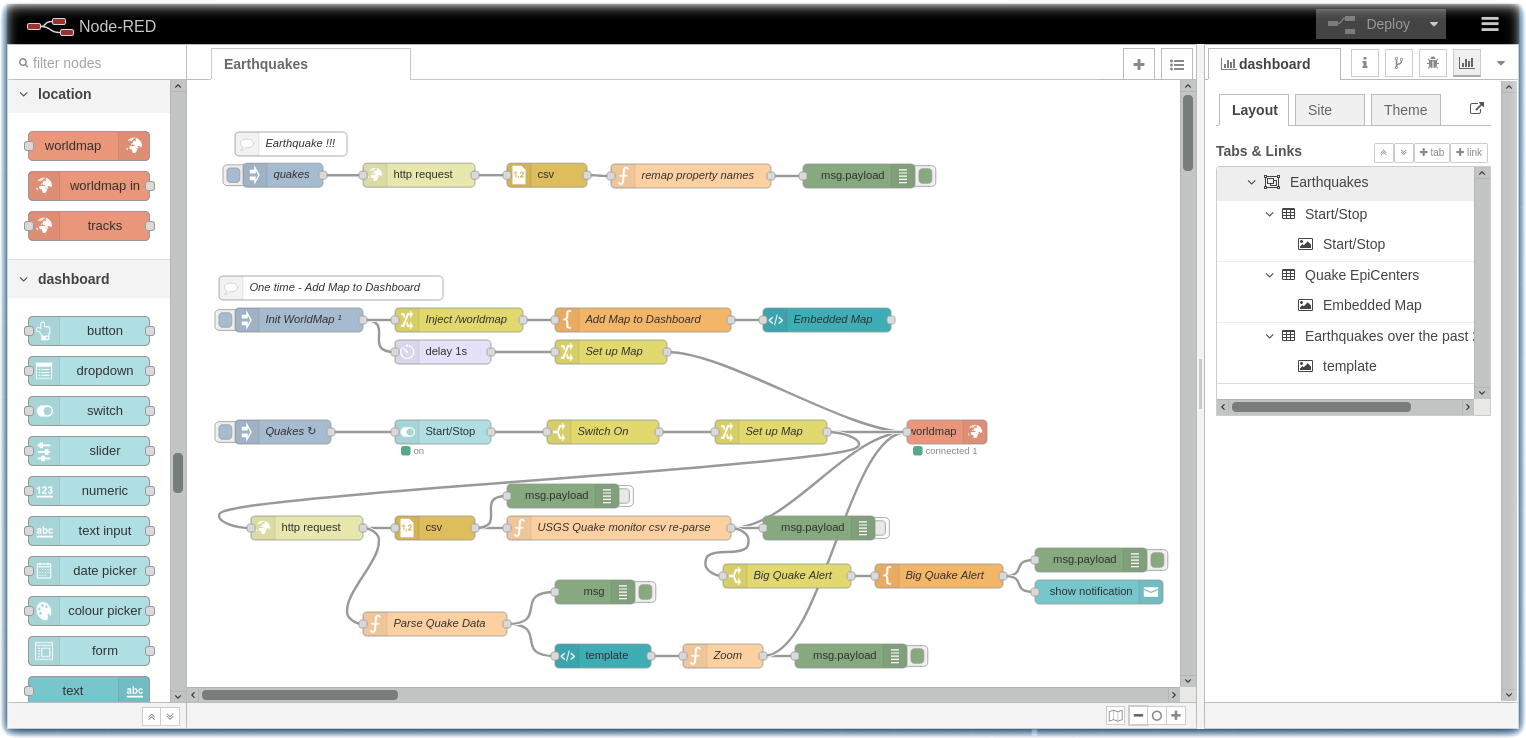 Node-RED
Deploy
filter nodes
location
worldmap
worldmap in
tracks
dashboard
button
dropdown
switch
slider
123 numeric
abc text input
date picker
colour picker
form
text abc
Earthquakes
Earthquake !!!
quakes
http request
1,2 csv
remap property names
msg.payload
One time - Add Map to Dashboard
Init WorldMap ¹
Inject /worldmap
Add Map to Dashboard
Embedded Map
delay 1s
Set up Map
Quakes ↻
Start/Stop
on
Switch On
Set up Map
worldmap
connected 1
msg.payload
http request
1,2 csv
USGS Quake monitor csv re-parse
msg.payload
Big Quake Alert
Big Quake Alert
msg.payload
show notification
msg
Parse Quake Data
template
Zoom
msg.payload
dashboard
Layout
Site
Theme
Tabs & Links
tab
link
Earthquakes
Start/Stop
Start/Stop
Quake EpiCenters
Embedded Map
Earthquakes over the past
template